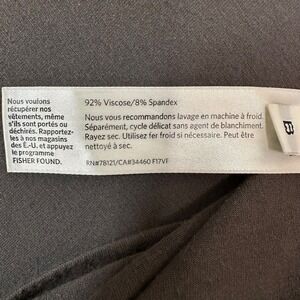 Nous voulons
récupérer nos
vêtements, même
s'ils sont portés ou
déchirés. Rapportez-
les à nos magasins
des É.-U. et appuyez
le programme
FISHER FOUND.
92% Viscose/8% Spandex
Nous vous recommandons lavage en machine à froid.
Séparément, cycle délicat sans agent de blanchiment.
Rayez sec. Utilisez fer froid si nécessaire. Peut être
nettoyé à sec.
RN#78121/CA#34460 F17VF